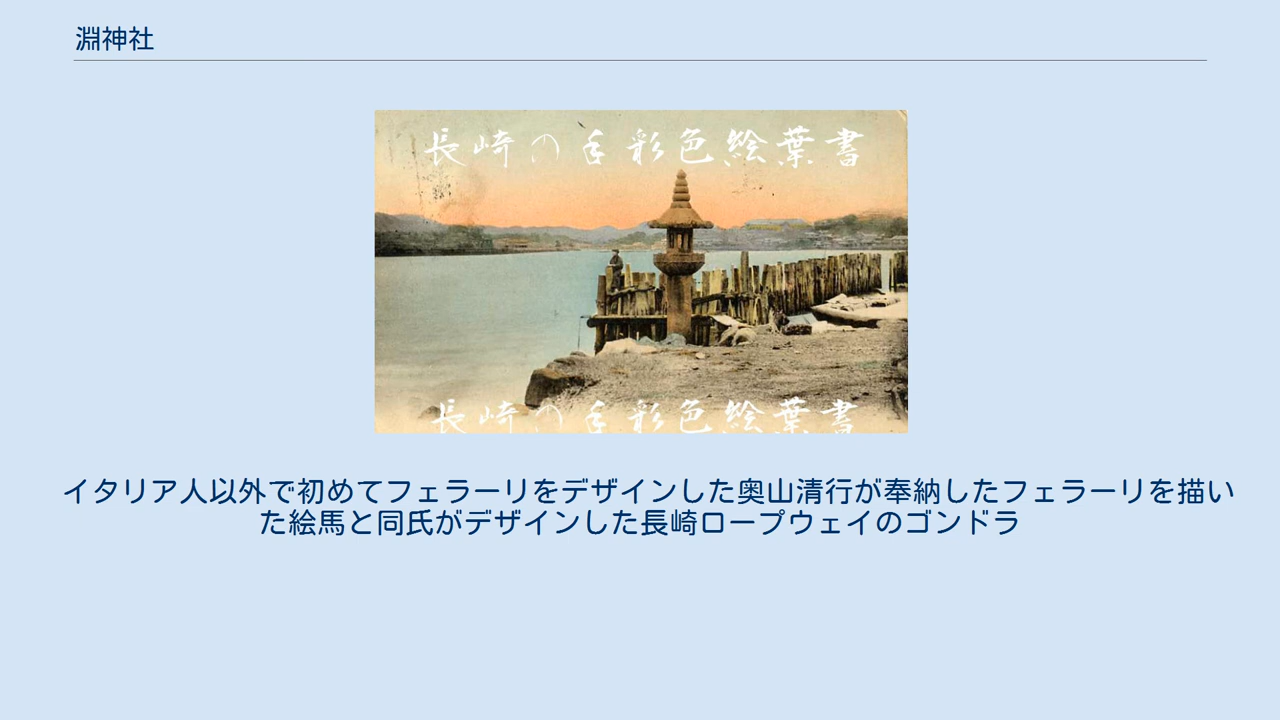 淵神社
長崎の手彩色絵葉書
長崎の手彩色絵葉書
イタリア人以外で初めてフェラーリをデザインした奥山清行が奉納したフェラーリを描い
た絵馬と同氏がデザインした長崎ロープウェイのゴンドラ